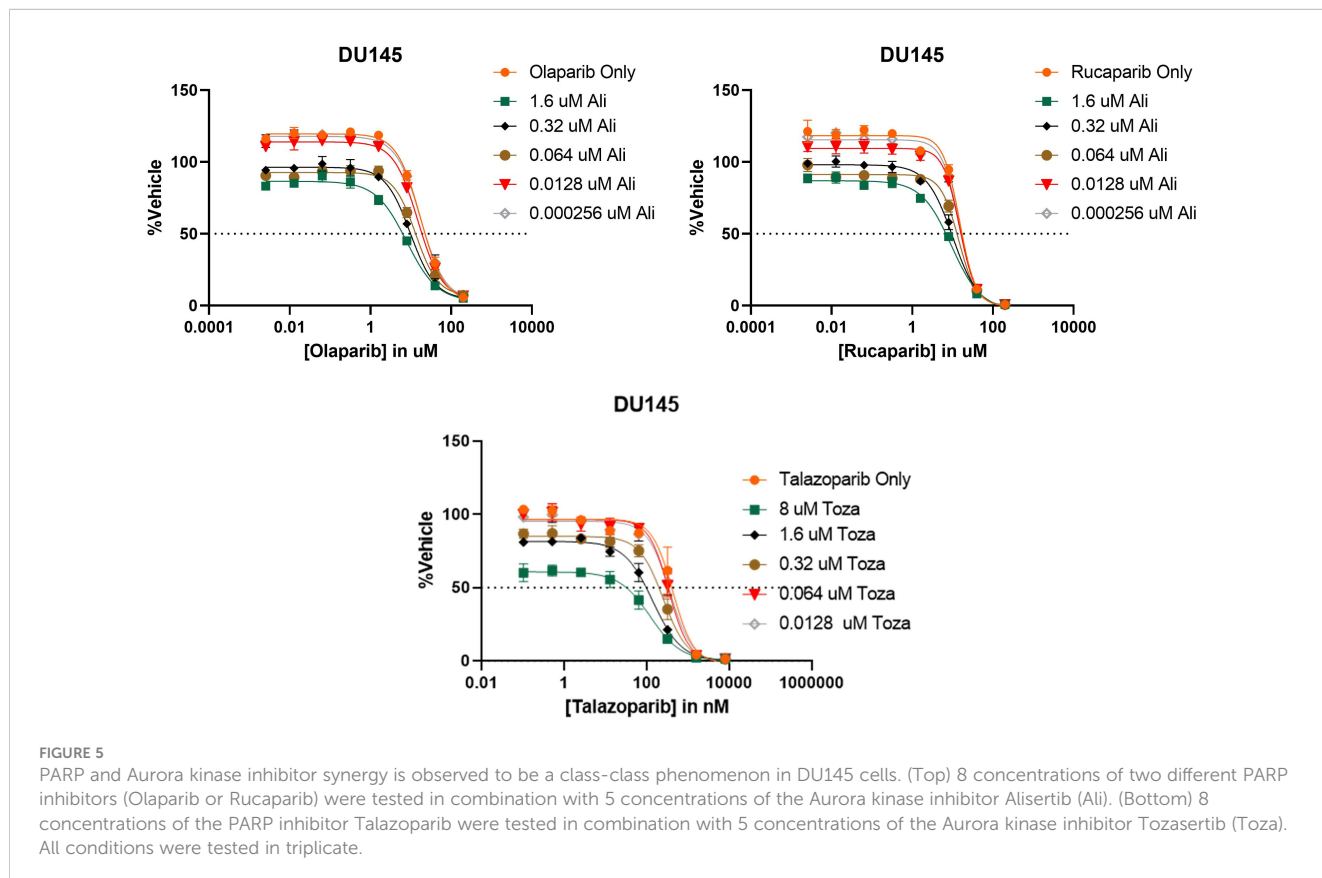 DU145
Olaparib Only
1.6 uM Ali
0.32 uM Ali
0.064 uM Ali
0.0128 uM Ali
0.000256 uM Ali
%Vehicle
150
100
50
0
0.0001
0.01
1
100
10000
[Olaparib] in uM
DU145
Rucaparib Only
1.6 uM Ali
0.32 uM Ali
0.064 uM Ali
0.0128 uM Ali
0.000256 uM Ali
%Vehicle
150
100
50
0
0.0001
0.01
1
100
10000
[Rucaparib] in uM
DU145
Talazoparib Only
8 uM Toza
1.6 uM Toza
0.32 uM Toza
0.064 uM Toza
0.0128 uM Toza
%Vehicle
150
100
50
0
0.01
1
100
10000
1000000
[Talazoparib] in nM
FIGURE 5
PARP and Aurora kinase inhibitor synergy is observed to be a class-class phenomenon in DU145 cells. (Top) 8 concentrations of two different PARP
inhibitors (Olaparib or Rucaparib) were tested in combination with 5 concentrations of the Aurora kinase inhibitor Alisertib (Ali). (Bottom) 8
concentrations of the PARP inhibitor Talazoparib were tested in combination with 5 concentrations of the Aurora kinase inhibitor Tozasertib (Toza).
All conditions were tested in triplicate.